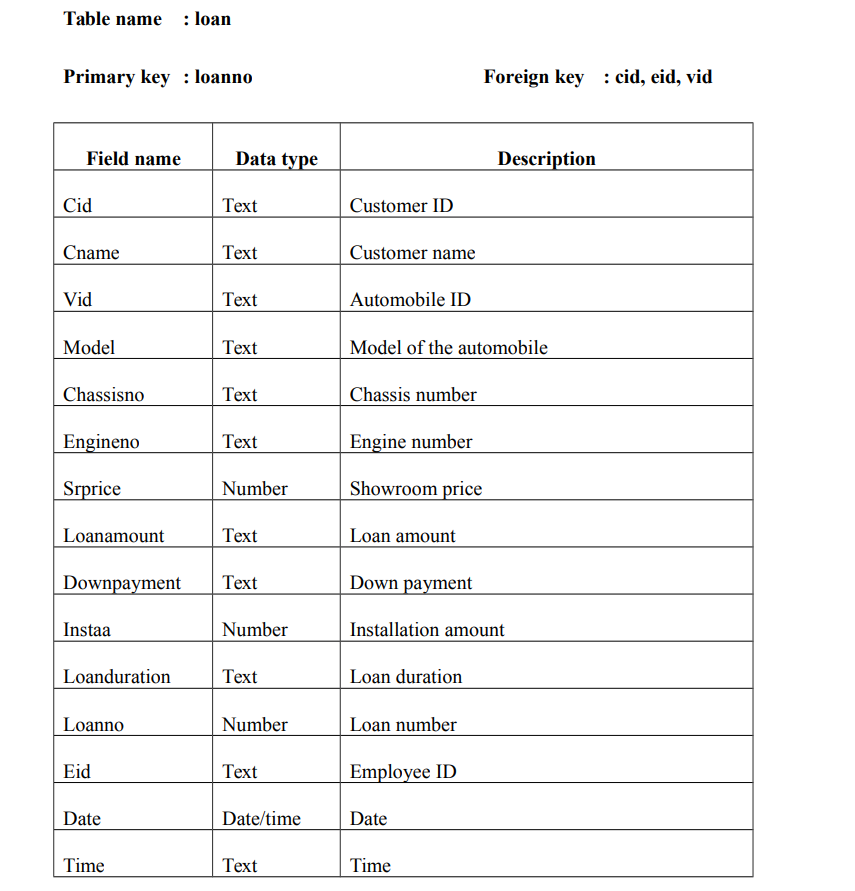 Table name : loan
Primary key : loanno Foreign key : cid, eid, vid
Field name Data type Description
Cid Text Customer ID
Cname Text Customer name
Vid Text Automobile ID
Model Text Model of the automobile
Chassisno Text Chassis number
Engineno Text Engine number
Srprice Number Showroom price
Loanamount Text Loan amount
Downpayment Text Down payment
Instaa Number Installation amount
Loanduration Text Loan duration
Loanno Number Loan number
Eid Text Employee ID
Date Date/time Date
Time Text Time